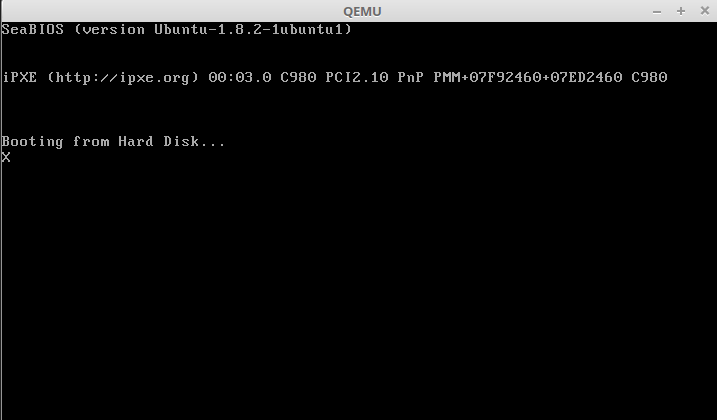 QEMU
SeaBIOS (version Ubuntu-1.8.2-1ubuntu1)
iPXE (http://ipxe.org) 00:03.0 C980 PCI2.10 PnP PMM+07F92460+07ED2460 C980
Booting from Hard Disk...
X